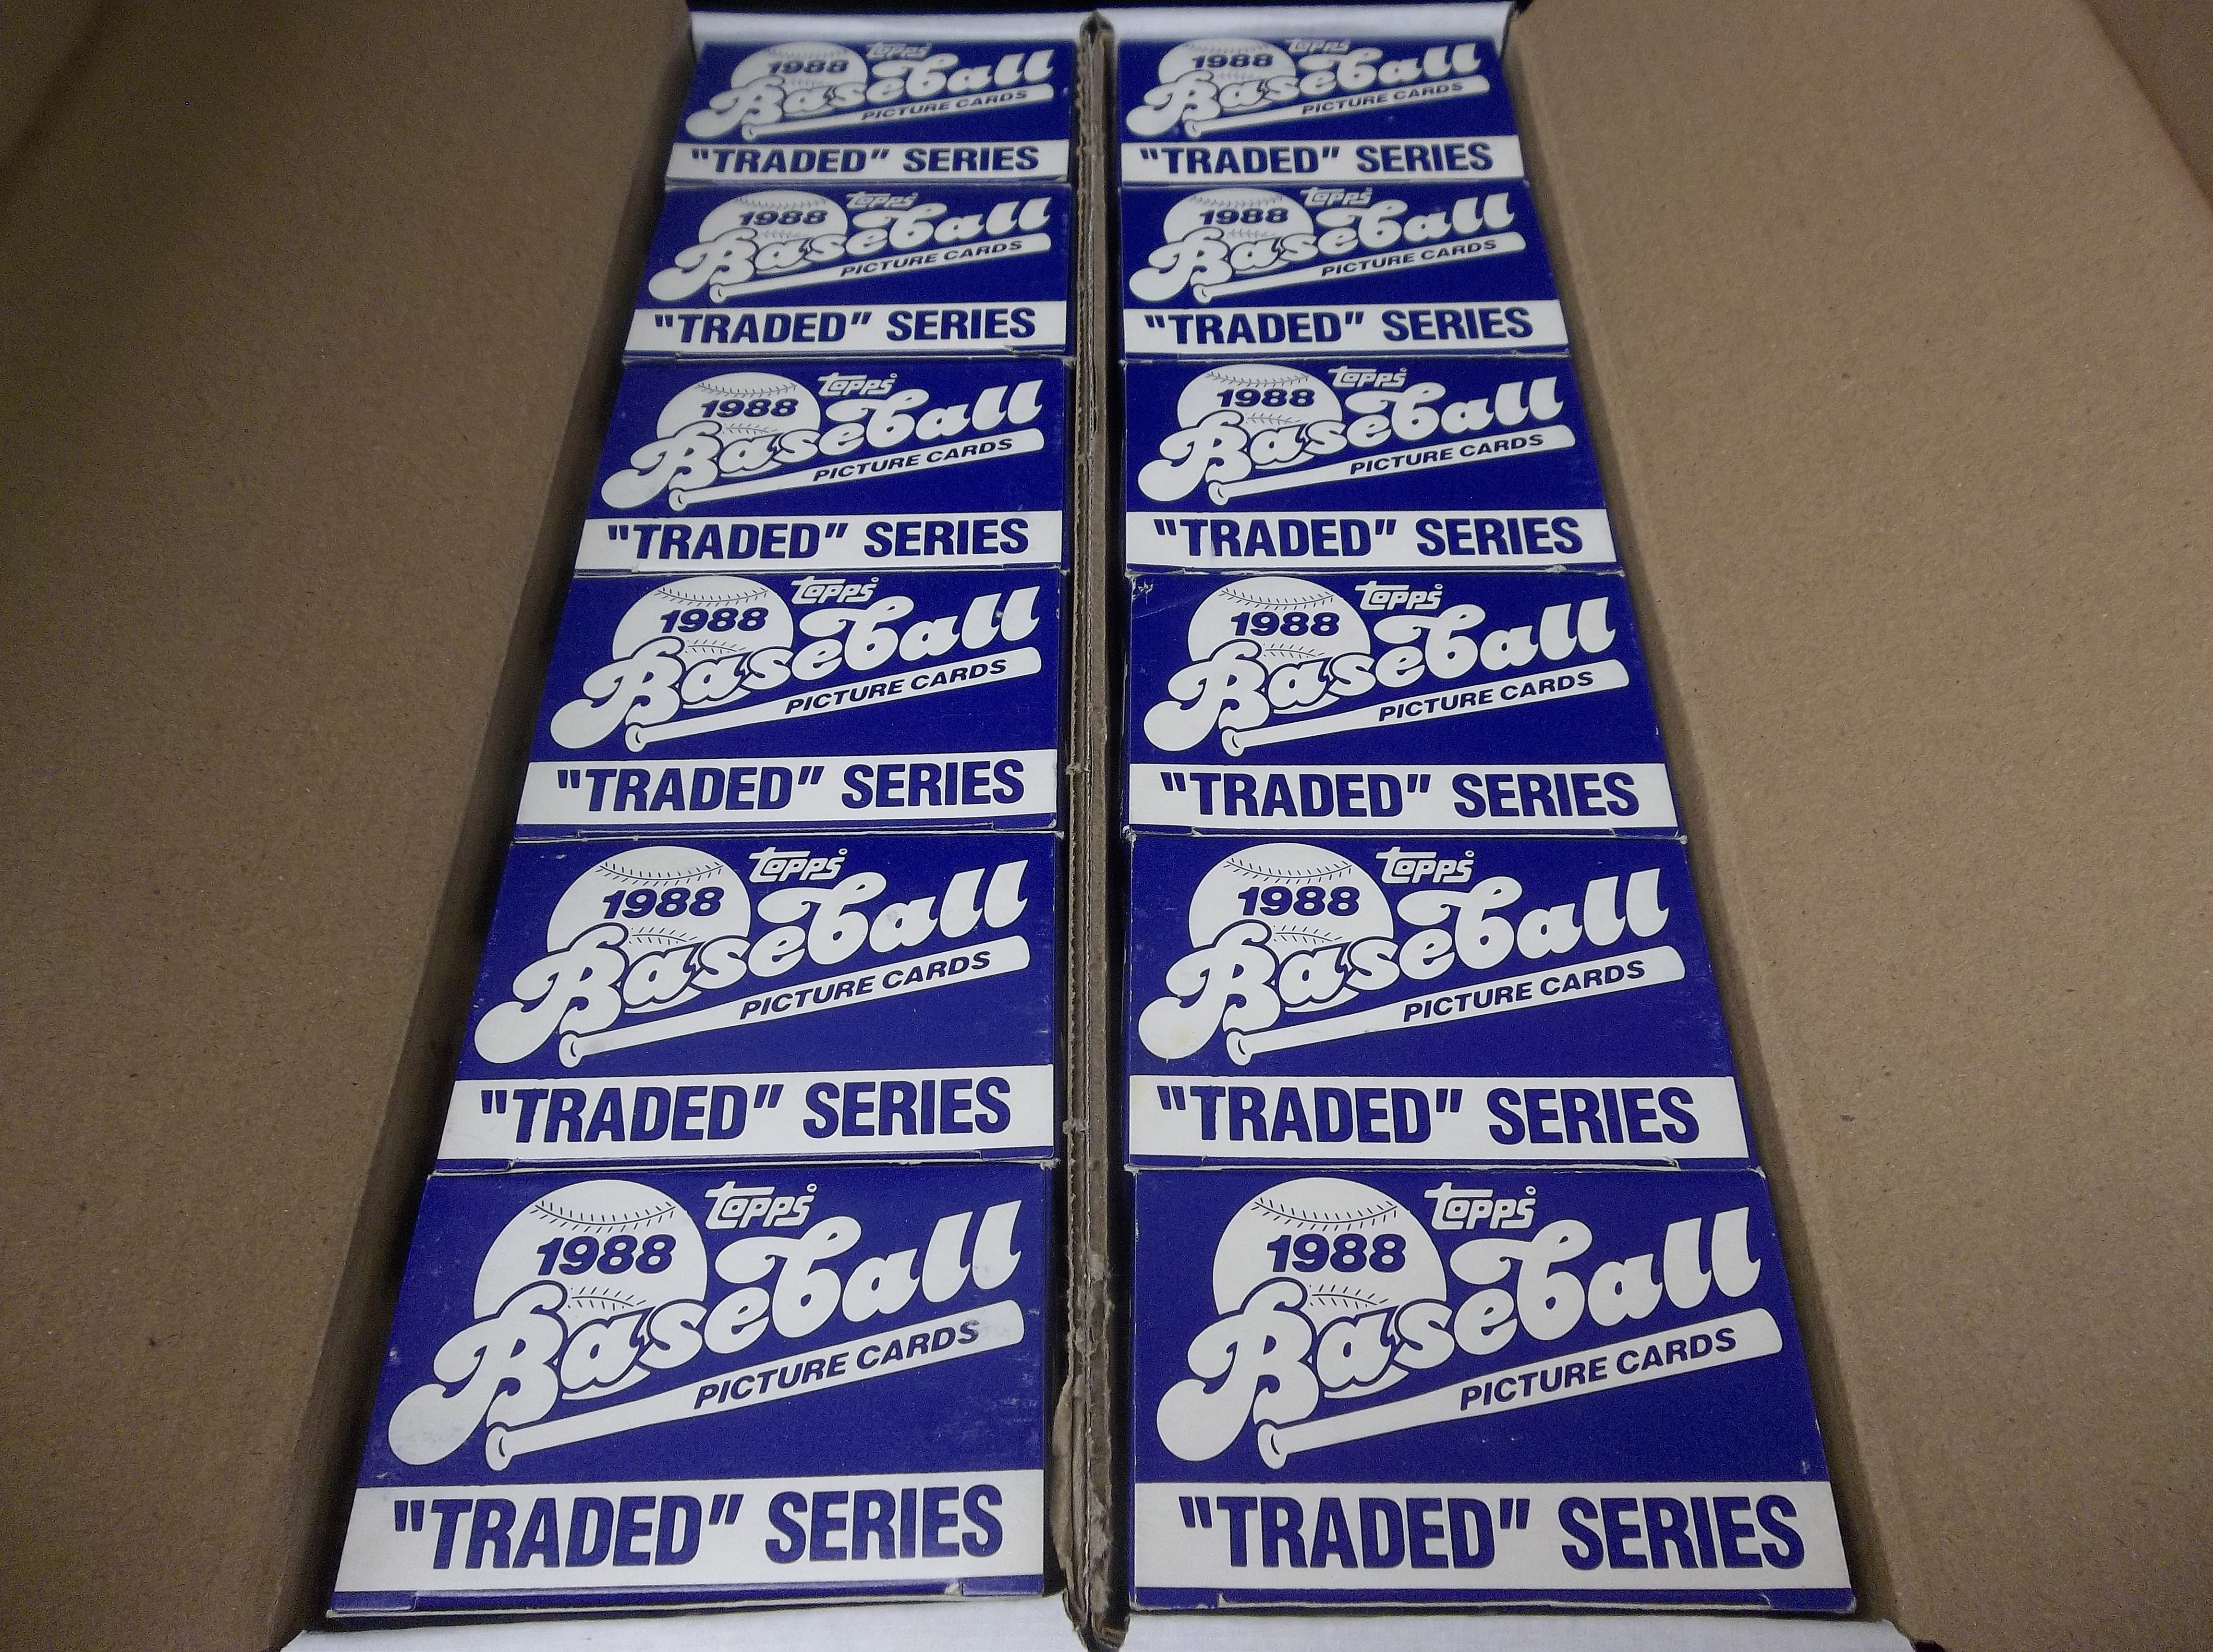 Topps
1988
Baseball
PICTURE CARDS
"TRADED" SERIES
Topps
1988
Baseball
PICTURE CARDS
"TRADED" SERIES
Topps
1988
Baseball
PICTURE CARDS
"TRADED" SERIES
Topps
1988
Baseball
PICTURE CARDS
"TRADED" SERIES
Topps
1988
Baseball
PICTURE CARDS
"TRADED" SERIES
Topps
1988
Baseball
PICTURE CARDS
"TRADED" SERIES
Topps
1988
Baseball
PICTURE CARDS
"TRADED" SERIES
Topps
1988
Baseball
PICTURE CARDS
"TRADED" SERIES
Topps
1988
Baseball
PICTURE CARDS
"TRADED" SERIES
Topps
1988
Baseball
PICTURE CARDS
"TRADED" SERIES
Topps
1988
Baseball
PICTURE CARDS
"TRADED" SERIES
Topps
1988
Baseball
PICTURE CARDS
"TRADED" SERIES